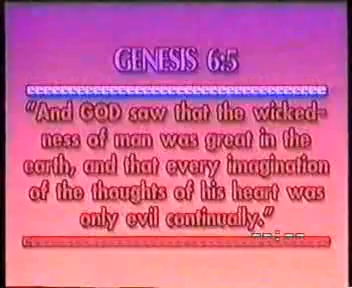 GENESIS 6:5
"And GOD saw that the wicked-
ness of man was great in the
earth, and that every imagination
of the thoughts of his heart was
only evil continually."